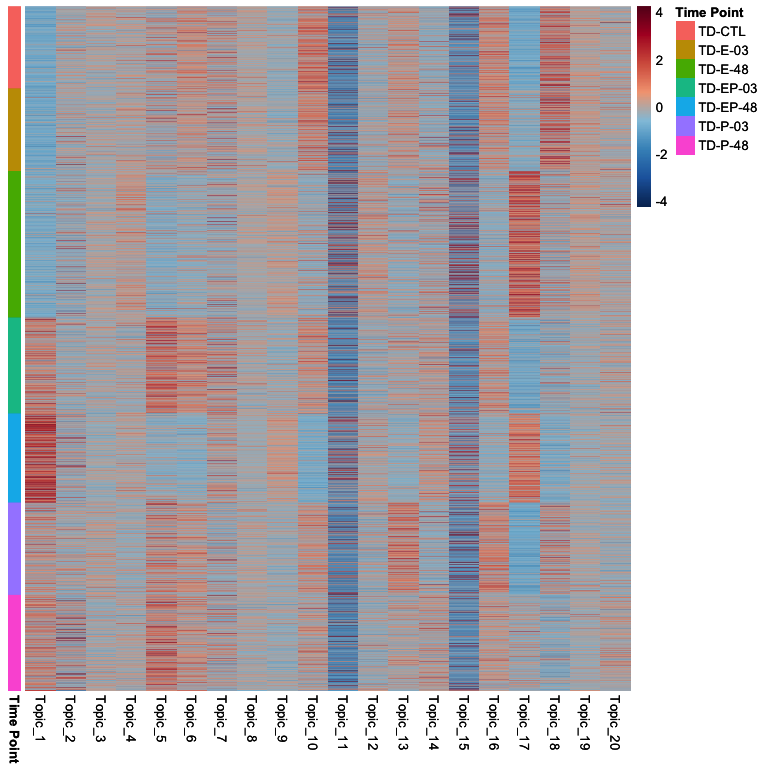 4
2
0
-2
-4
Time Point
TD-CTL
TD-E-03
TD-E-48
TD-EP-03
TD-EP-48
TD-P-03
TD-P-48
Time Point
Topic_1
Topic_2
Topic_3
Topic_4
Topic_5
Topic_6
Topic_7
Topic_8
Topic_9
Topic_10
Topic_11
Topic_12
Topic_13
Topic_14
Topic_15
Topic_16
Topic_17
Topic_18
Topic_19
Topic_20